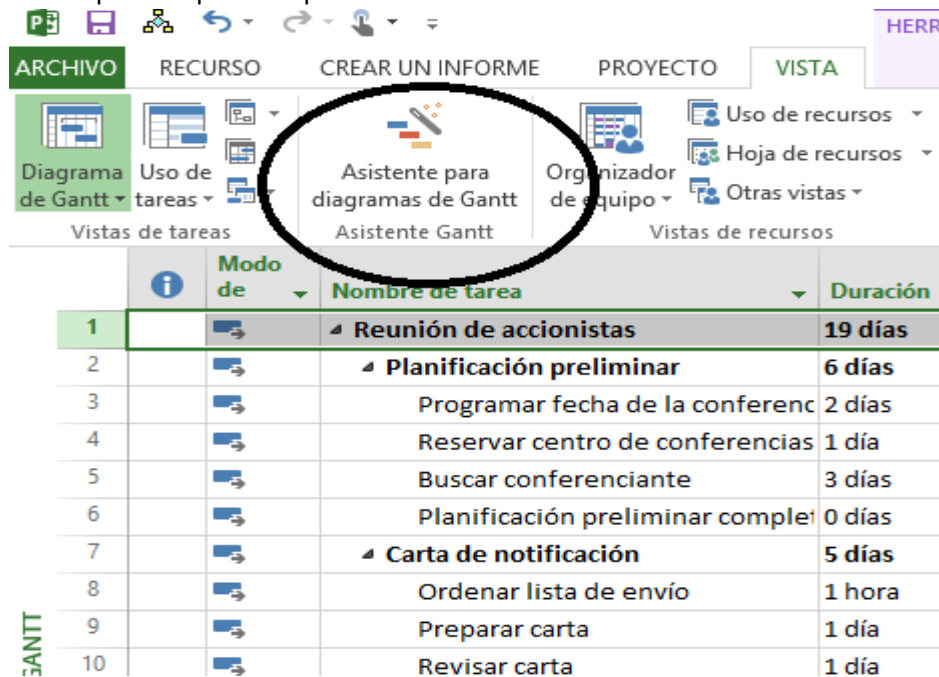 HERR
ARCHIVO RECURSO CREAR UN INFORME PROYECTO VISTA
Uso de recursos
Hoja de recursos
Otras vistas
Diagrama de Gantt
Uso de tareas
Asistente para
diagramas de Gantt
Organizador
de equipo
Vistas de tareas Asistente Gantt Vistas de recursos
Modo
de Nombre de tarea Duración
1 Reunión de accionistas 19 días
2 Planificación preliminar 6 días
3 Programar fecha de la conferenc 2 días
4 Reservar centro de conferencias 1 día
5 Buscar conferenciante 3 días
6 Planificación preliminar complet 0 días
7 Carta de notificación 5 días
8 Ordenar lista de envío 1 hora
9 Preparar carta 1 día
10 Revisar carta 1 día
GANTT